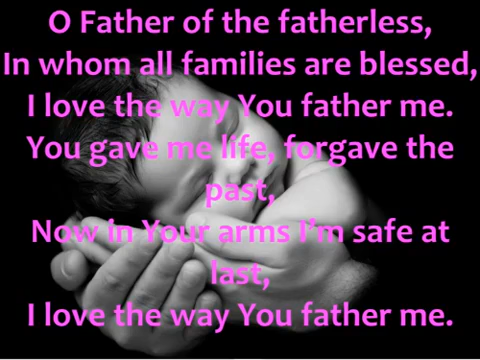 O Father of the fatherless,
In whom all families are blessed,
I love the way You father me.
You gave me life, forgave the
past,
Now in Your arms I'm safe at
last,
I love the way You father me.